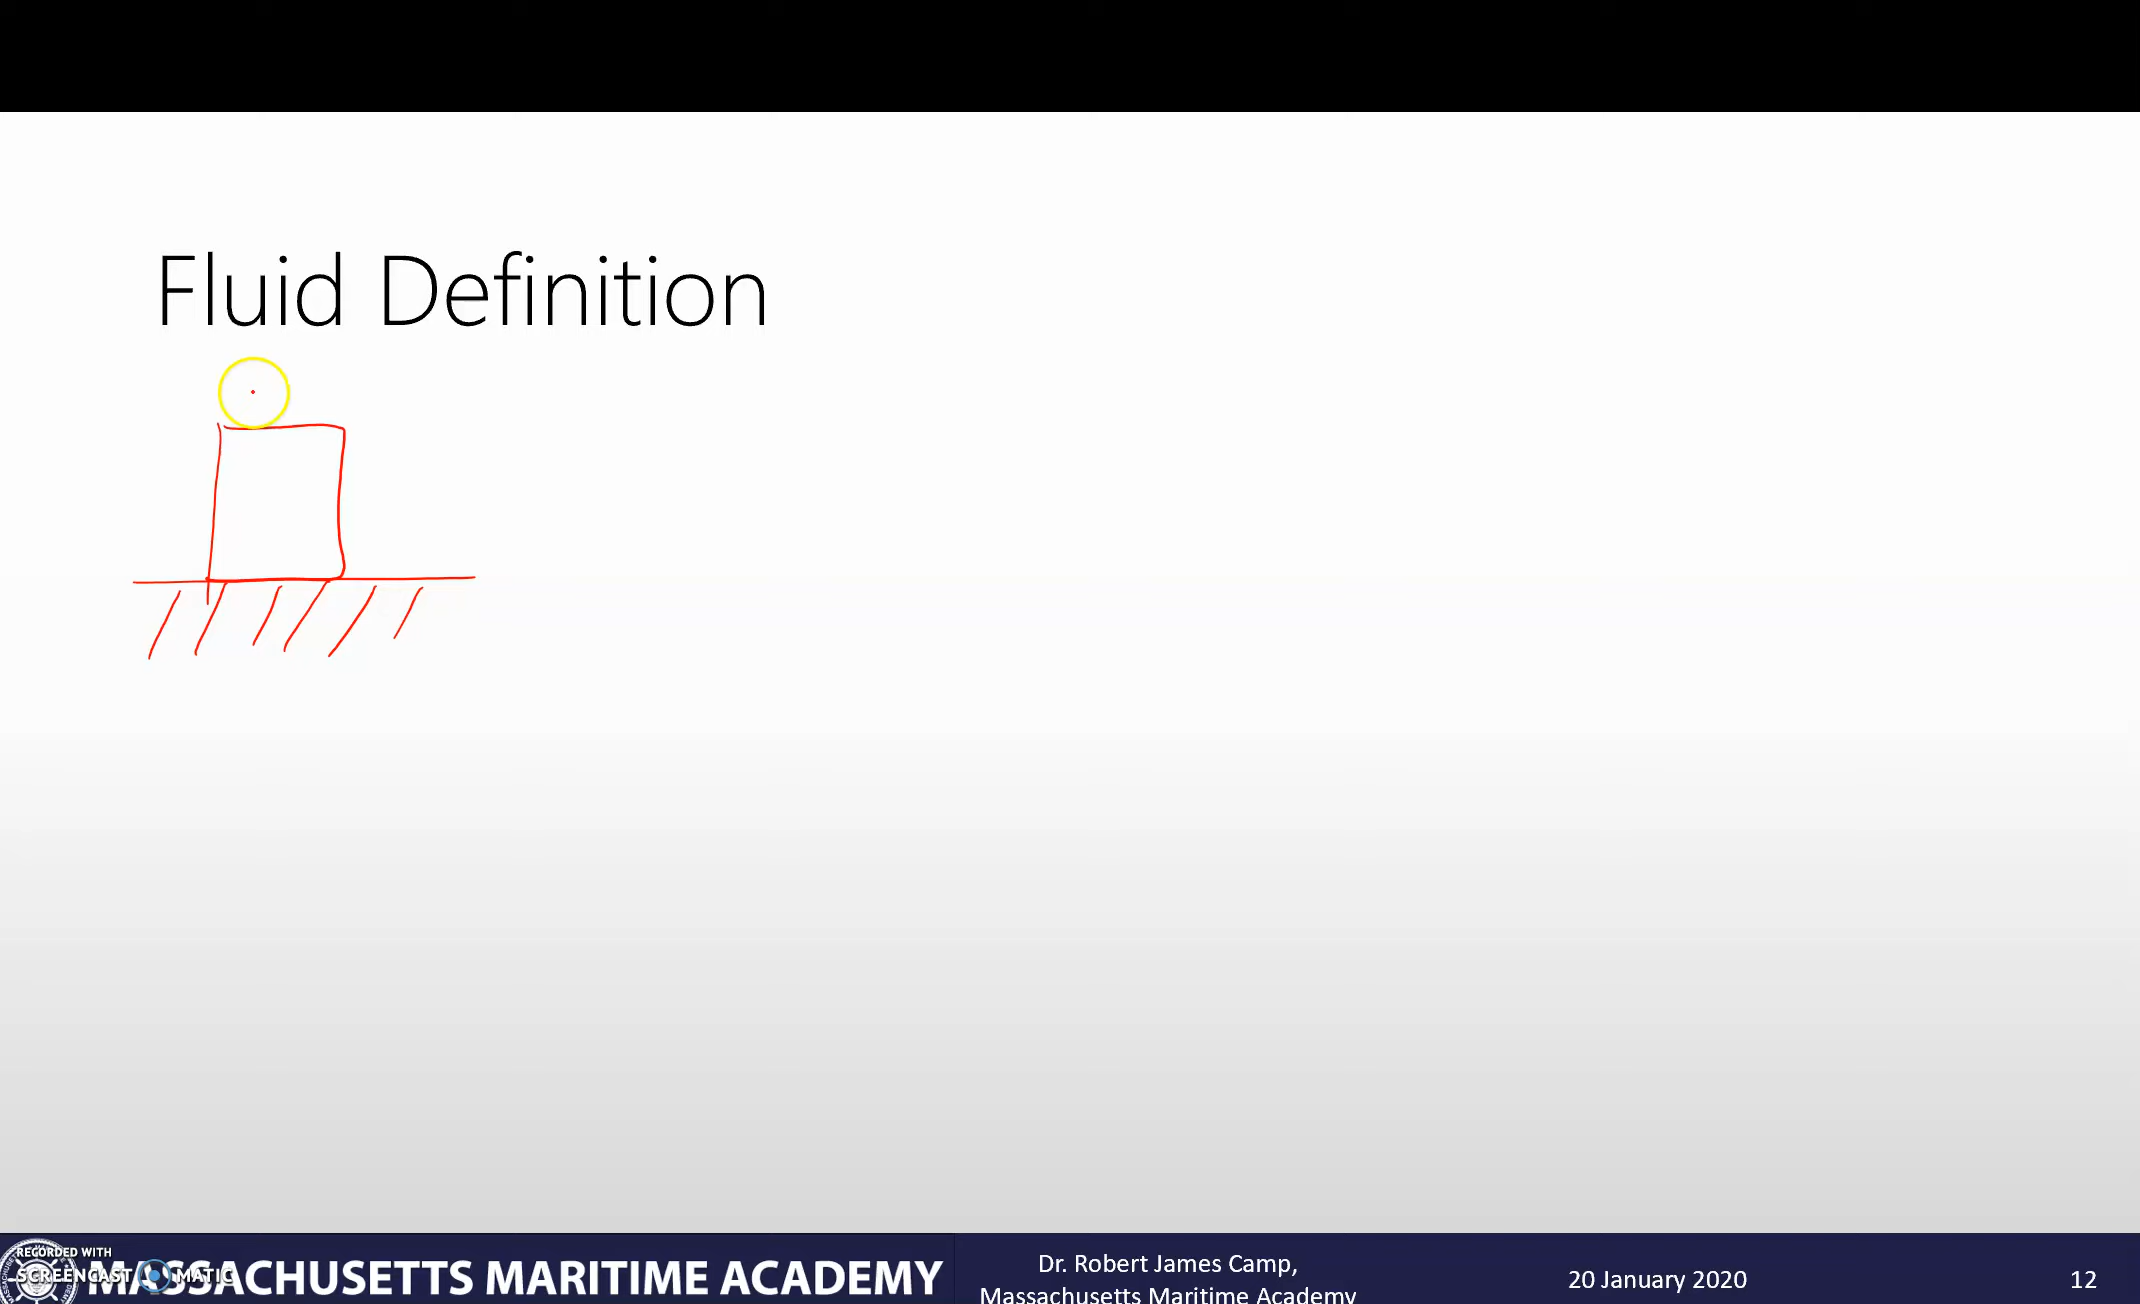 Fluid Definition
RECORDED WITH
SCREENCAST MATIC
MASSACHUSETTS MARITIME ACADEMY
Dr. Robert James Camp,
Massachusetts Maritime Academy
20 January 2020
12